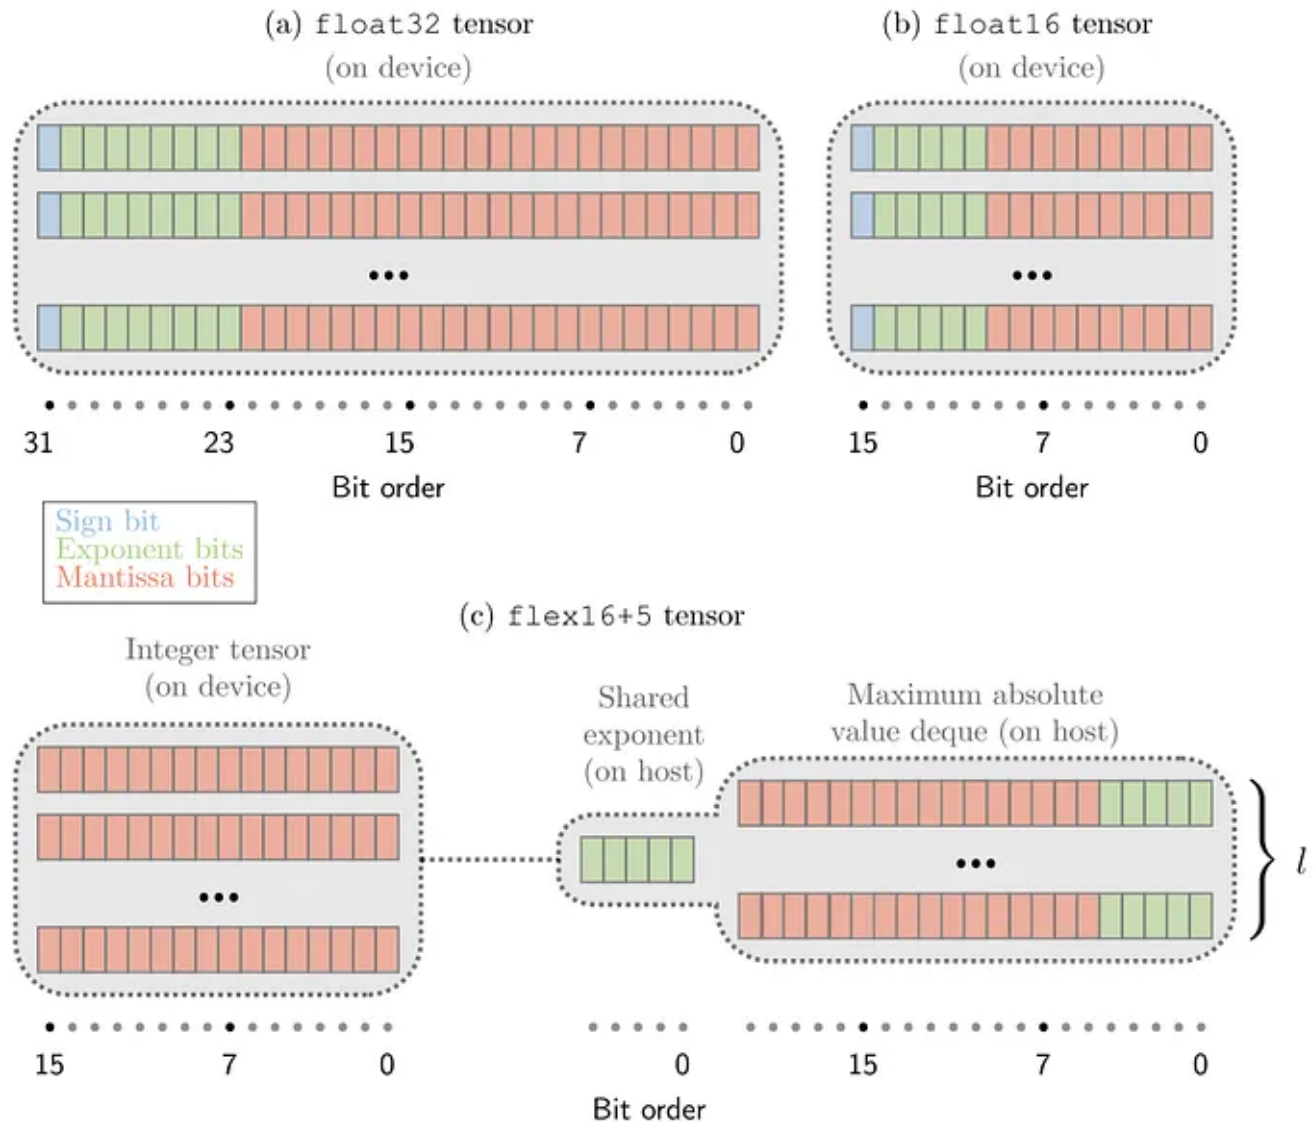 (a) float32 tensor
(on device)
(b) float16 tensor
(on device)
31 23 15 7 0
Bit order
15 7 0
Bit order
Sign bit
Exponent bits
Mantissa bits
(c) flex16+5 tensor
Integer tensor
(on device)
Shared
exponent
(on host)
Maximum absolute
value deque (on host)
l
15 7 0
0
15 7 0
Bit order